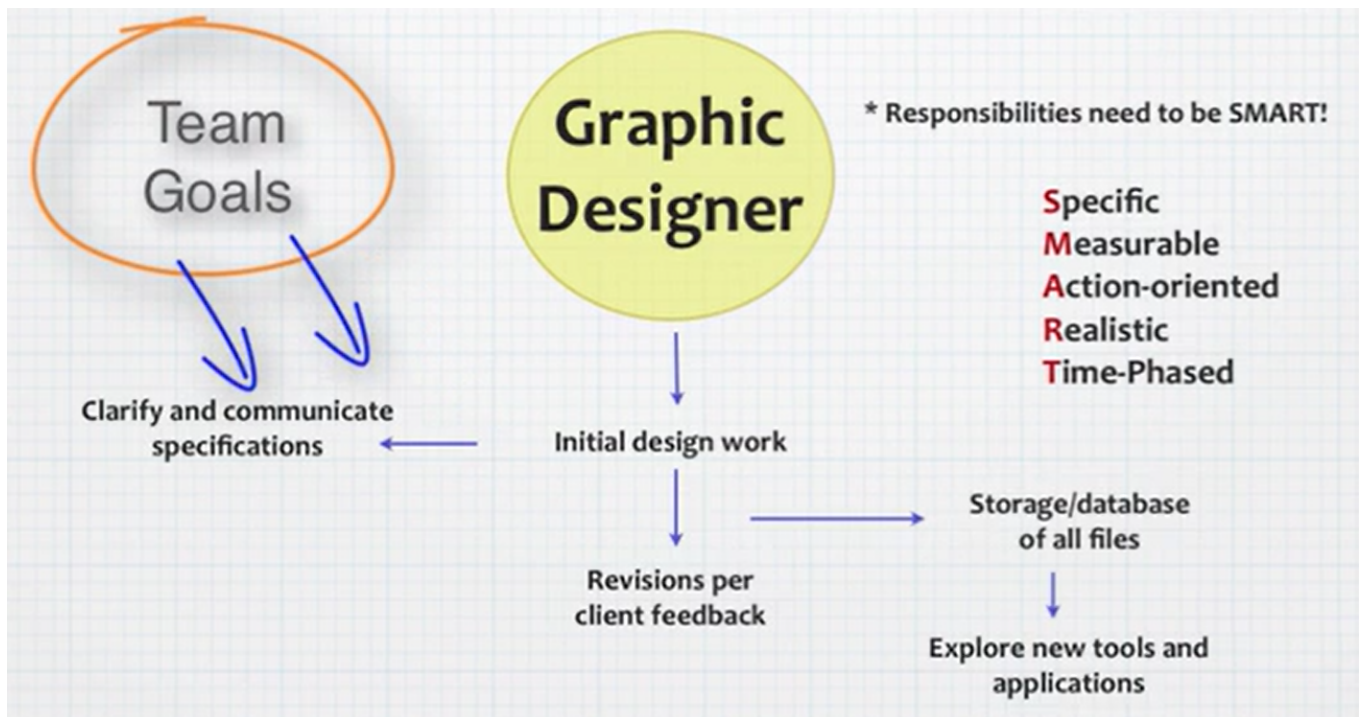 Team
Goals
Graphic
Designer
* Responsibilities need to be SMART!
Specific
Measurable
Action-oriented
Realistic
Time-Phased
Clarify and communicate
specifications
Initial design work
Revisions per
client feedback
Storage/database
of all files
Explore new tools and
applications